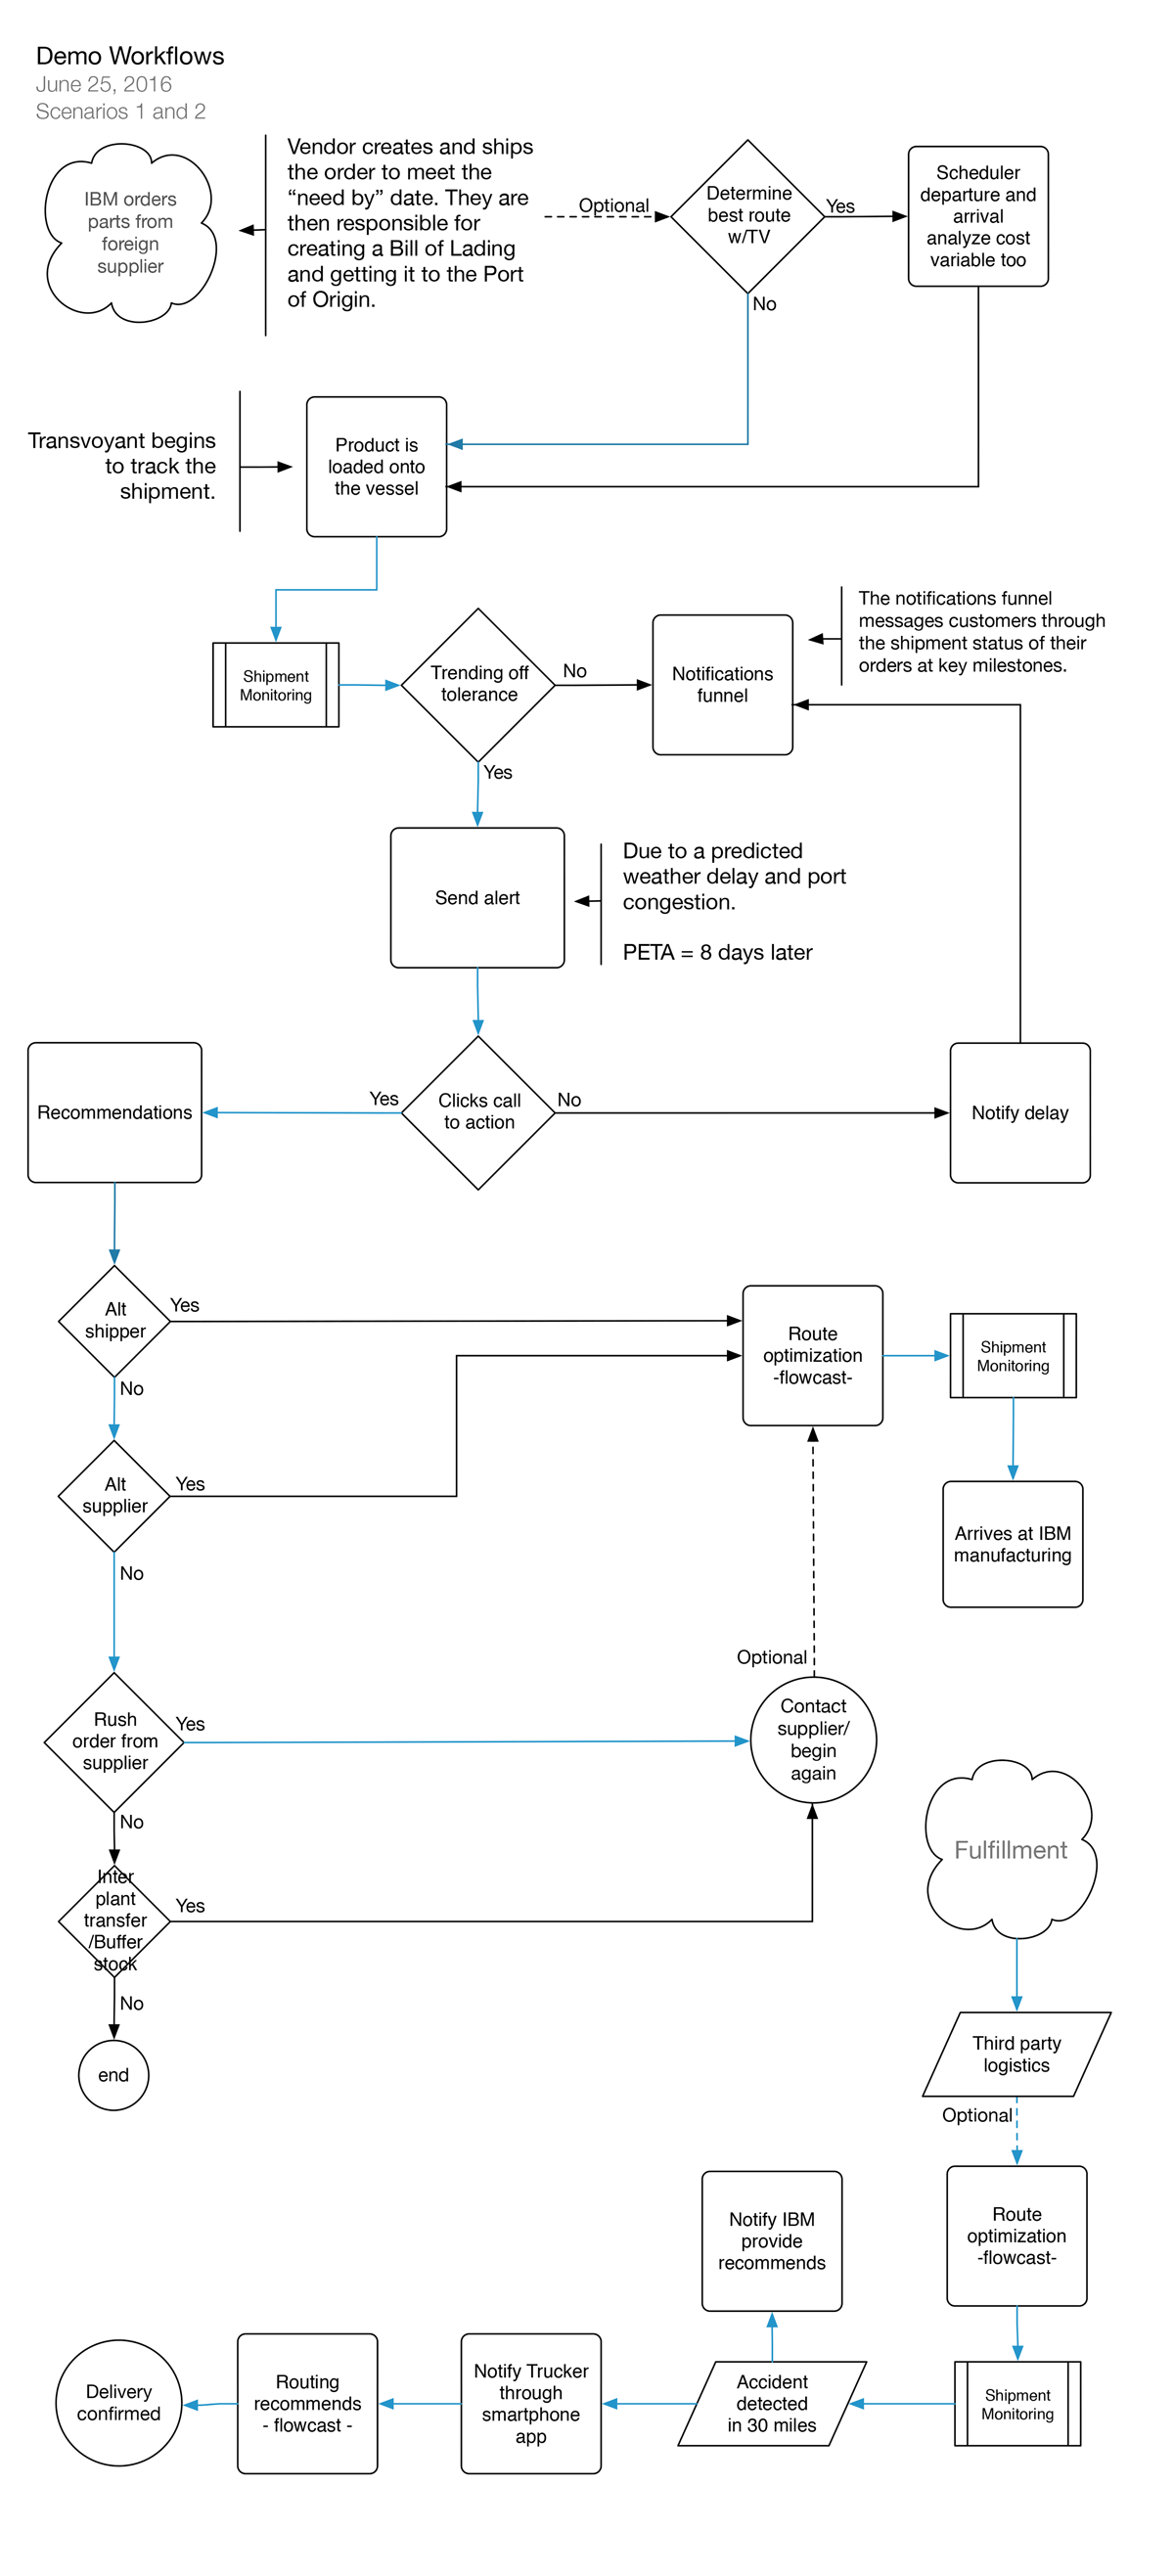 Demo Workflows
June 25, 2016
Scenarios 1 and 2
IBM orders
parts from
foreign
supplier
Vendor creates and ships
the order to meet the
“need by” date. They are
then responsible for
creating a Bill of Lading
and getting it to the Port
of Origin.
Optional
Determine
best route
w/TV
Yes
No
Scheduler
departure and
arrival
analyze cost
variable too
Transvoyant begins
to track the
shipment.
Product is
loaded onto
the vessel
Shipment
Monitoring
Trending off
tolerance
No
Yes
Notifications
funnel
The notifications funnel
messages customers through
the shipment status of their
orders at key milestones.
Send alert
Due to a predicted
weather delay and port
congestion.
PETA = 8 days later
Recommendations
Yes
Clicks call
to action
No
Notify delay
Alt
shipper
Yes
No
Route
optimization
-flowcast-
Shipment
Monitoring
Alt
supplier
Yes
No
Arrives at IBM
manufacturing
Optional
Rush
order from
supplier
Yes
No
Contact
supplier/
begin
again
Inter
plant
transfer
/Buffer
stock
Yes
No
end
Fulfillment
Third party
logistics
Optional
Route
optimization
-flowcast-
Notify IBM
provide
recommends
Shipment
Monitoring
Accident
detected
in 30 miles
Notify Trucker
through
smartphone
app
Routing
recommends
- flowcast -
Delivery
confirmed